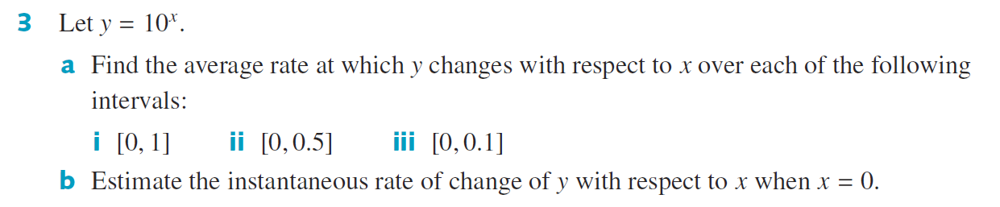 3 Let y = 10ˣ.
a Find the average rate at which y changes with respect to x over each of the following
intervals:
i [0, 1] ii [0, 0.5] iii [0, 0.1]
b Estimate the instantaneous rate of change of y with respect to x when x = 0.